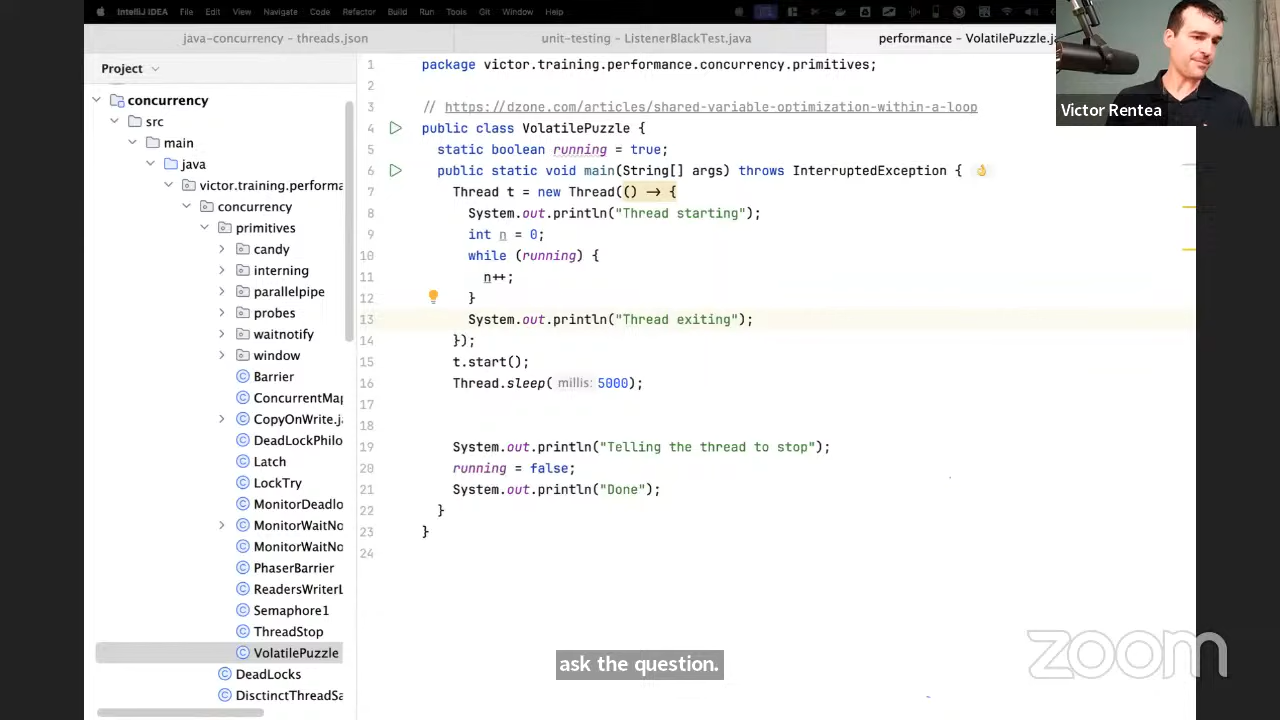 IntelliJ IDEA File Edit View Navigate Code Refactor Build Run Tools Git Window Help
java-concurrency – threads.json
unit-testing – ListenerBlackTest.java
performance – VolatilePuzzle.ja
Project
concurrency
src
main
java
victor.training.performa
concurrency
primitives
candy
interning
parallelpipe
probes
waitnotify
window
Barrier
ConcurrentMap
CopyOnWrite.ja
DeadLockPhilo
Latch
LockTry
MonitorDeadlo
MonitorWaitNo
MonitorWaitNo
PhaserBarrier
ReadersWriterL
Semaphore1
ThreadStop
VolatilePuzzle
DeadLocks
DisctinctThreadSa
1 package victor.training.performance.concurrency.primitives;
2
3 // https://dzone.com/articles/shared-variable-optimization-within-a-loop
4 public class VolatilePuzzle {
5 static boolean running = true;
6 public static void main(String[] args) throws InterruptedException {
7 Thread t = new Thread(() -> {
8 System.out.println("Thread starting");
9 int n = 0;
10 while (running) {
11 n++;
12 }
13 System.out.println("Thread exiting");
14 });
15 t.start();
16 Thread.sleep( millis: 5000);
17
18
19 System.out.println("Telling the thread to stop");
20 running = false;
21 System.out.println("Done");
22 }
23 }
24
Victor Rentea
ask the question.
zoom